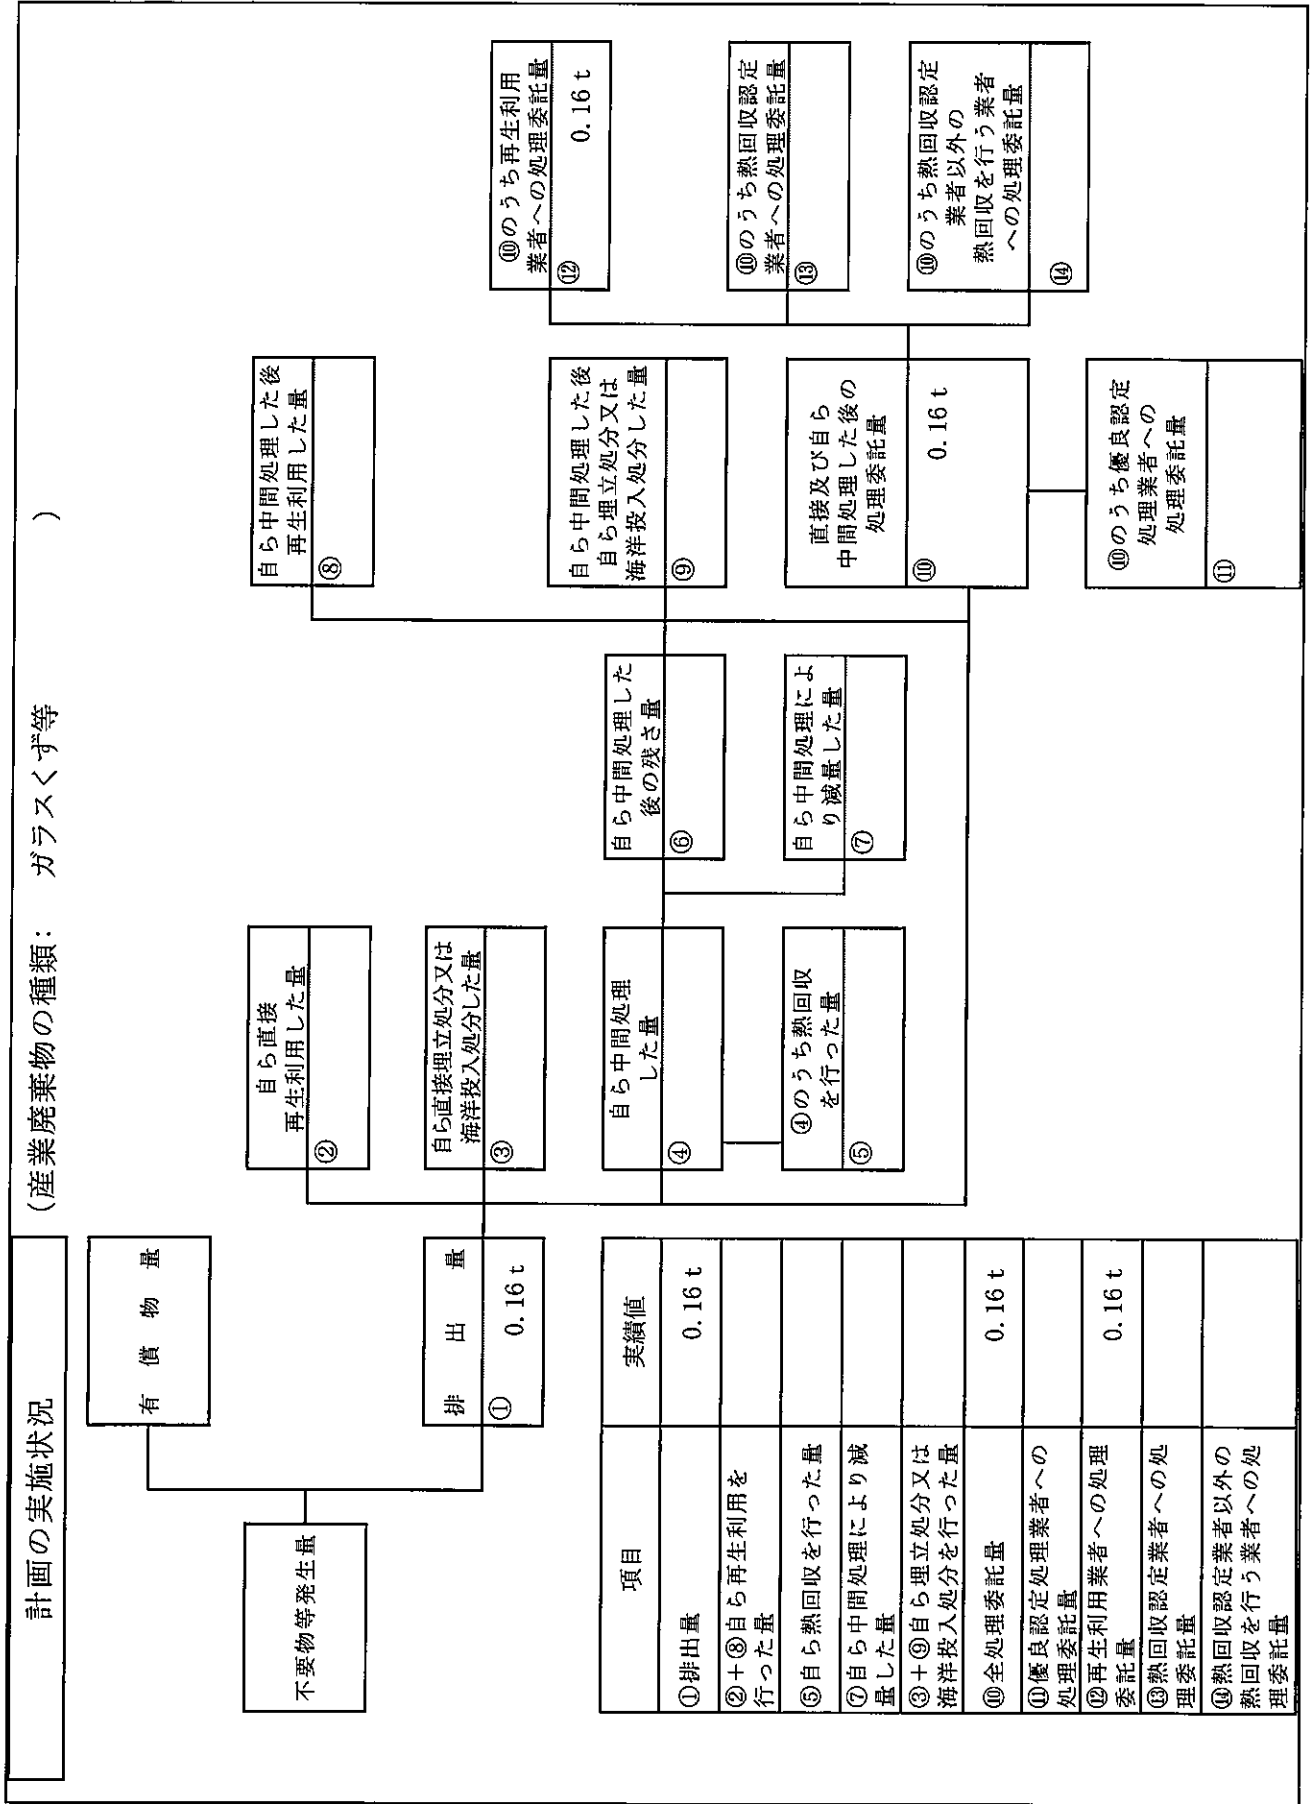 計画の実施状況
(産業廃棄物の種類: ガラスくず等 )
不要物等発生量
有償物量
排出量
① 0.16t
自ら直接
再生利用した量
②
自ら直接埋立処分又は
海洋投入処分した量
③
自ら中間処理
した量
④
④のうち熱回収
を行った量
⑤
自ら中間処理した
後の残さ量
⑥
自ら中間処理によ
り減量した量
⑦
自ら中間処理した後
再生利用した量
⑧
自ら中間処理した後
自ら埋立処分又は
海洋投入処分した量
⑨
直接及び自ら
中間処理した後の
処理委託量
⑩ 0.16t
⑩のうち優良認定
処理業者への
処理委託量
⑪
⑩のうち再生利用
業者への処理委託量
⑫ 0.16t
⑩のうち熱回収認定
業者への処理委託量
⑬
⑩のうち熱回収認定
業者以外の
熱回収を行う業者
への処理委託量
⑭
項目 実績値
①排出量 0.16t
②+⑧自ら再生利用を
行った量
⑤自ら熱回収を行った量
⑦自ら中間処理により減
量した量
③+⑨自ら埋立処分又は
海洋投入処分を行った量
⑩全処理委託量 0.16t
⑪優良認定処理業者への
処理委託量
⑫再生利用業者への処理
委託量 0.16t
⑬熱回収認定業者への処
理委託量
⑭熱回収認定業者以外の
熱回収を行う業者への処
理委託量